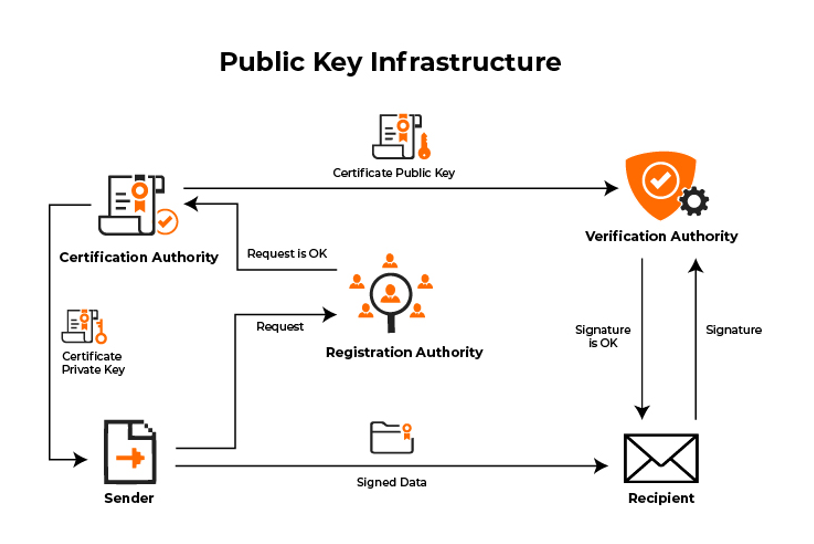 Public Key Infrastructure
Certificate Public Key
Certification Authority
Verification Authority
Request is OK
Request
Registration Authority
Signature
is OK
Signature
Certificate
Private Key
Sender
Signed Data
Recipient